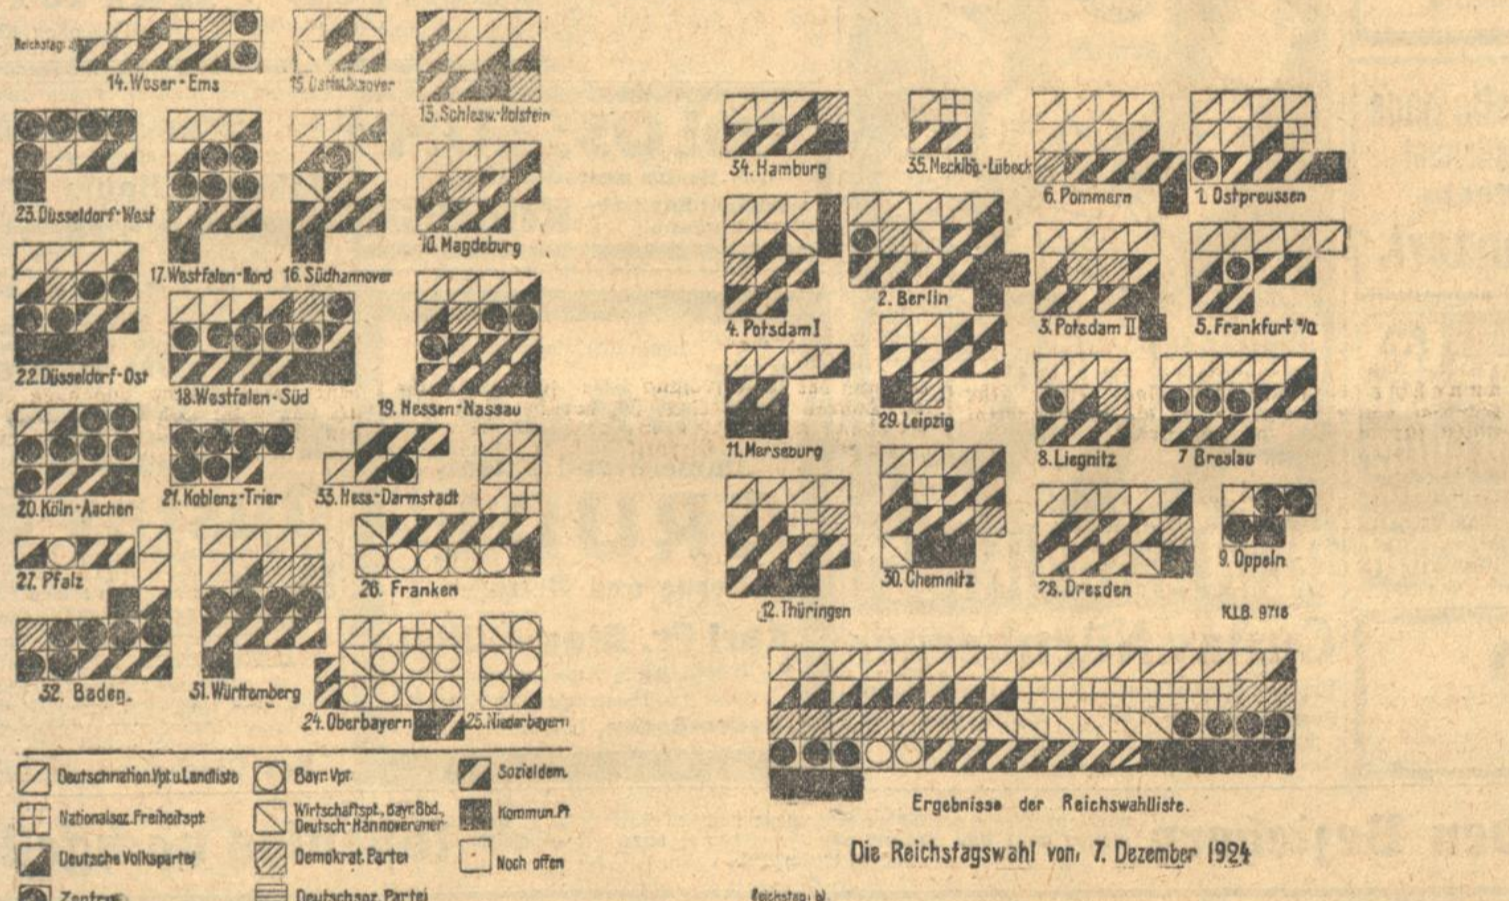 Reichstag: a)
14. Weser-Ems
15. Osthannover
13. Schlesw.-Holstein
34. Hamburg
35. Mecklbg.-Lübeck
6. Pommern
1. Ostpreussen
23. Düsseldorf-West
17. Westfalen-Nord
16. Südhannover
10. Magdeburg
4. Potsdam I
2. Berlin
3. Potsdam II
5. Frankfurt a/O
22. Düsseldorf-Ost
18. Westfalen-Süd
19. Hessen-Nassau
11. Merseburg
29. Leipzig
8. Liegnitz
7 Breslau
20. Köln-Aachen
21. Koblenz-Trier
33. Hess.-Darmstadt
27. Pfalz
26. Franken
12. Thüringen
30. Chemnitz
28. Dresden
9. Oppeln
K.I.B. 9716
32. Baden.
31. Württemberg
24. Oberbayern
25. Niederbayern
Deutschnation. Vpt. u. Landliste
Bayr. Vpt.
Sozialdem.
Nationalsoz. Freiheitspt.
Wirtschaftspt., Bayr. Bbd.,
Deutsch-Hannoveraner
Kommun. Pt
Deutsche Volkspartei
Demokrat. Partei
Noch offen
Zentrum
Deutschsoz. Partei
Ergebnisse der Reichswahlliste.
Die Reichstagswahl vom 7. Dezember 1924
Reichstag: b).